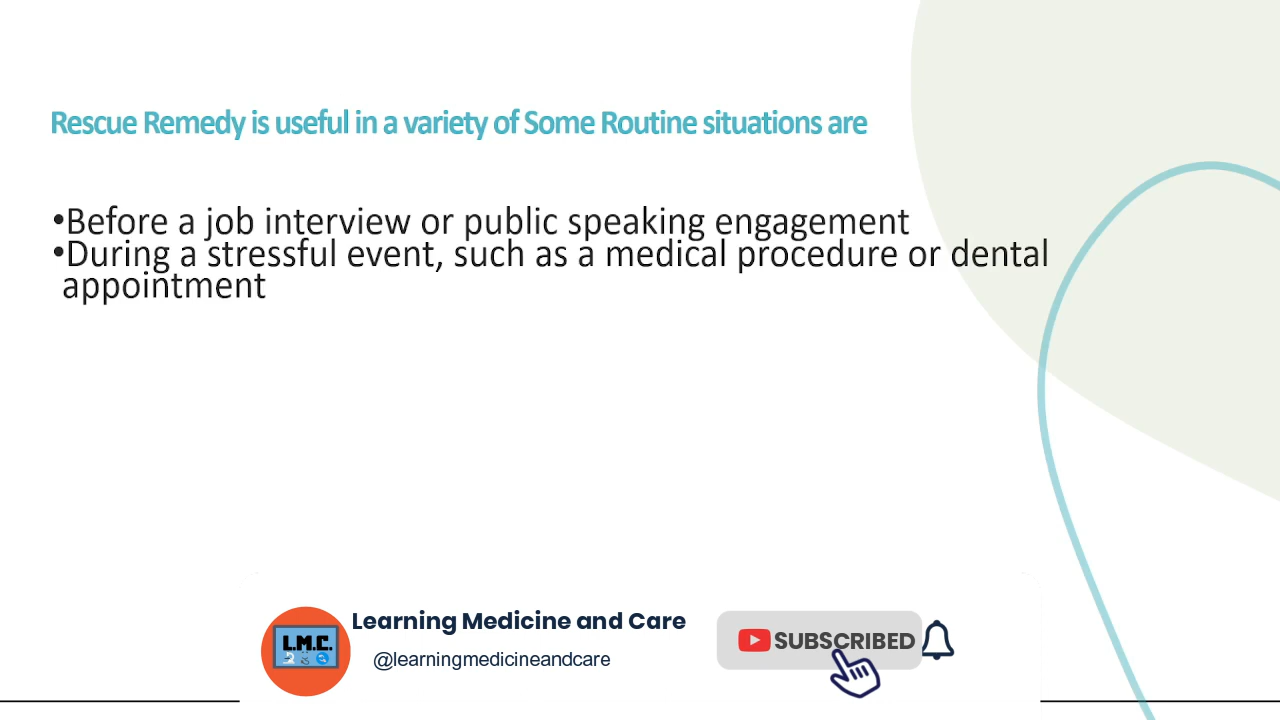 Rescue Remedy is useful in a variety of Some Routine situations are
•Before a job interview or public speaking engagement
•During a stressful event, such as a medical procedure or dental
appointment
L.M.C.
Learning Medicine and Care
@learningmedicineandcare
SUBSCRIBED